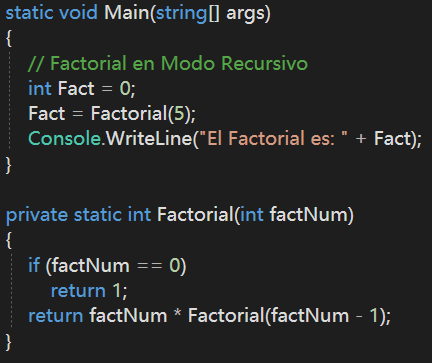 static void Main(string[] args)
{
// Factorial en Modo Recursivo
int Fact = 0;
Fact = Factorial(5);
Console.WriteLine("El Factorial es: " + Fact);
}
private static int Factorial(int factNum)
{
if (factNum == 0)
return 1;
return factNum * Factorial(factNum - 1);
}